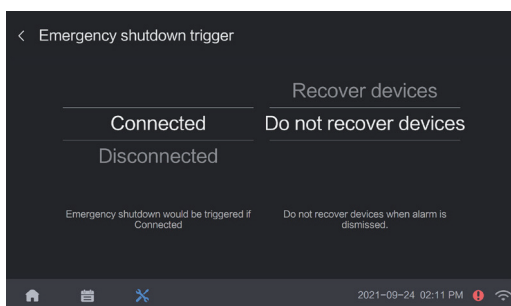 Emergency shutdown trigger
Recover devices
Connected
Do not recover devices
Disconnected
Emergency shutdown would be triggered if
Connected
Do not recover devices when alarm is
dismissed.
2021-09-24 02:11 PM